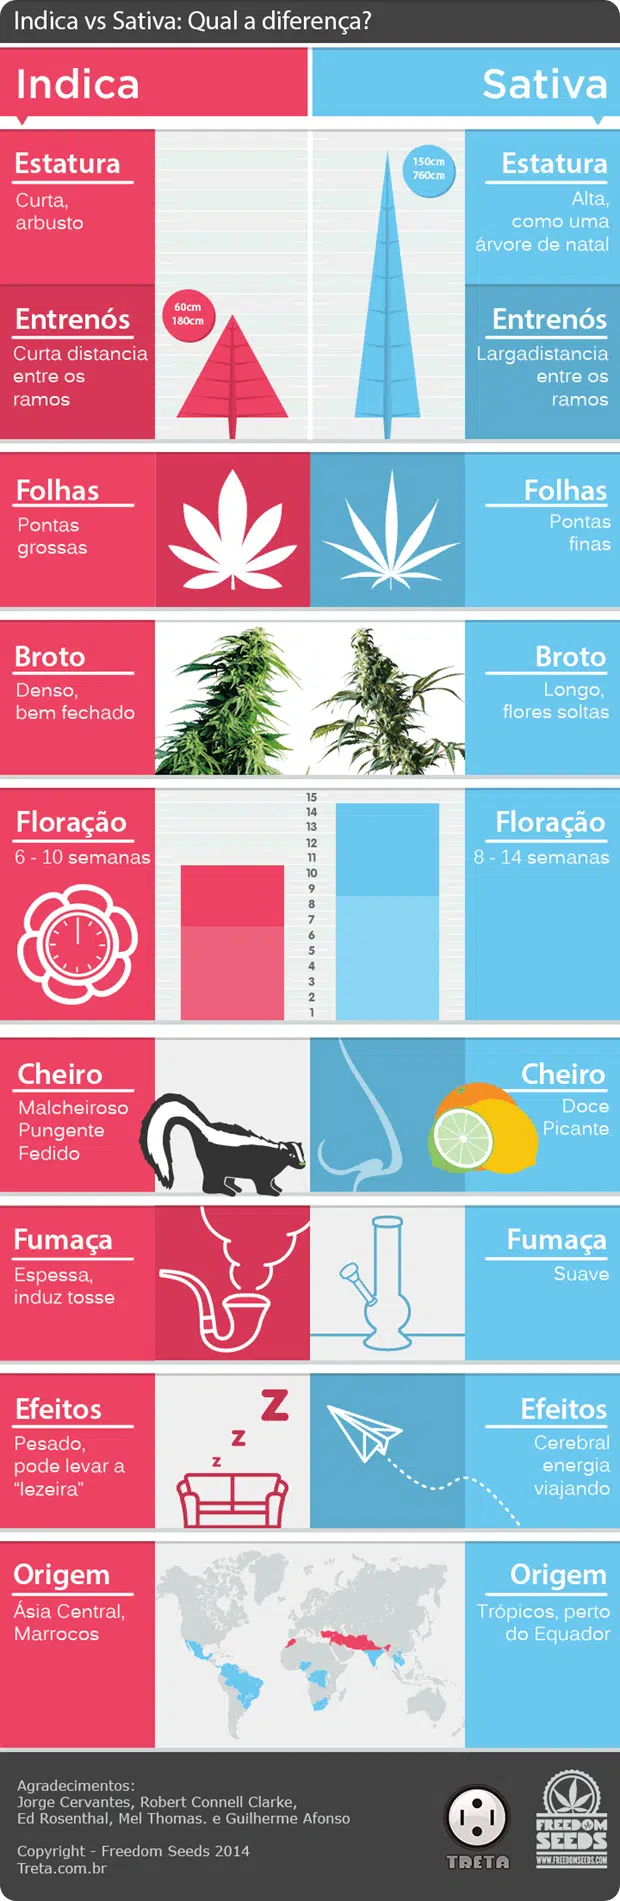 Indica vs Sativa: Qual a diferença?
Indica
Sativa
Estatura
Curta,
arbusto
150cm
760cm
Estatura
Alta,
como uma
árvore de natal
Entrenós
Curta distancia
entre os
ramos
60cm
180cm
Entrenós
Largadistancia
entre os
ramos
Folhas
Pontas
grossas
Folhas
Pontas
finas
Broto
Denso,
bem fechado
Broto
Longo,
flores soltas
Floração
6 - 10 semanas
15
14
13
12
11
10
9
8
7
6
5
4
3
2
1
Floração
8 - 14 semanas
Cheiro
Malcheiroso
Pungente
Fedido
Cheiro
Doce
Picante
Fumaça
Espessa,
induz tosse
Fumaça
Suave
Efeitos
Pesado,
pode levar a
“lezeira”
Z
Z
Z
Efeitos
Cerebral
energia
viajando
Origem
Ásia Central,
Marrocos
Origem
Trópicos, perto
do Equador
Agradecimentos:
Jorge Cervantes, Robert Connell Clarke,
Ed Rosenthal, Mel Thomas. e Guilherme Afonso
Copyright - Freedom Seeds 2014
Treta.com.br
TRETA
FREEDOM
SEEDS
WWW.FREEDOMSEEDS.COM